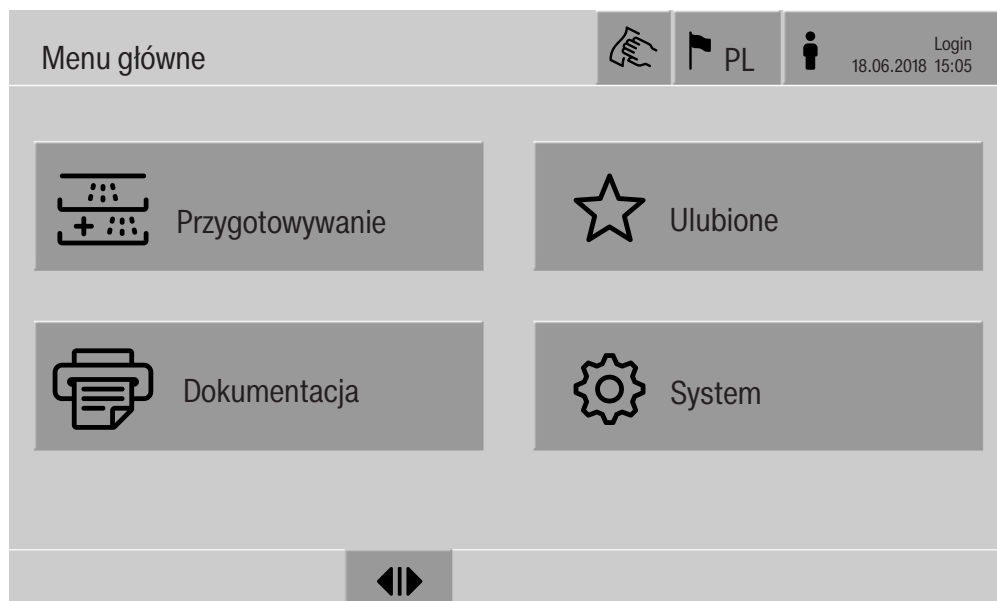 Menu główne
PL
Login
18.06.2018 15:05
Przygotowywanie
Ulubione
Dokumentacja
System